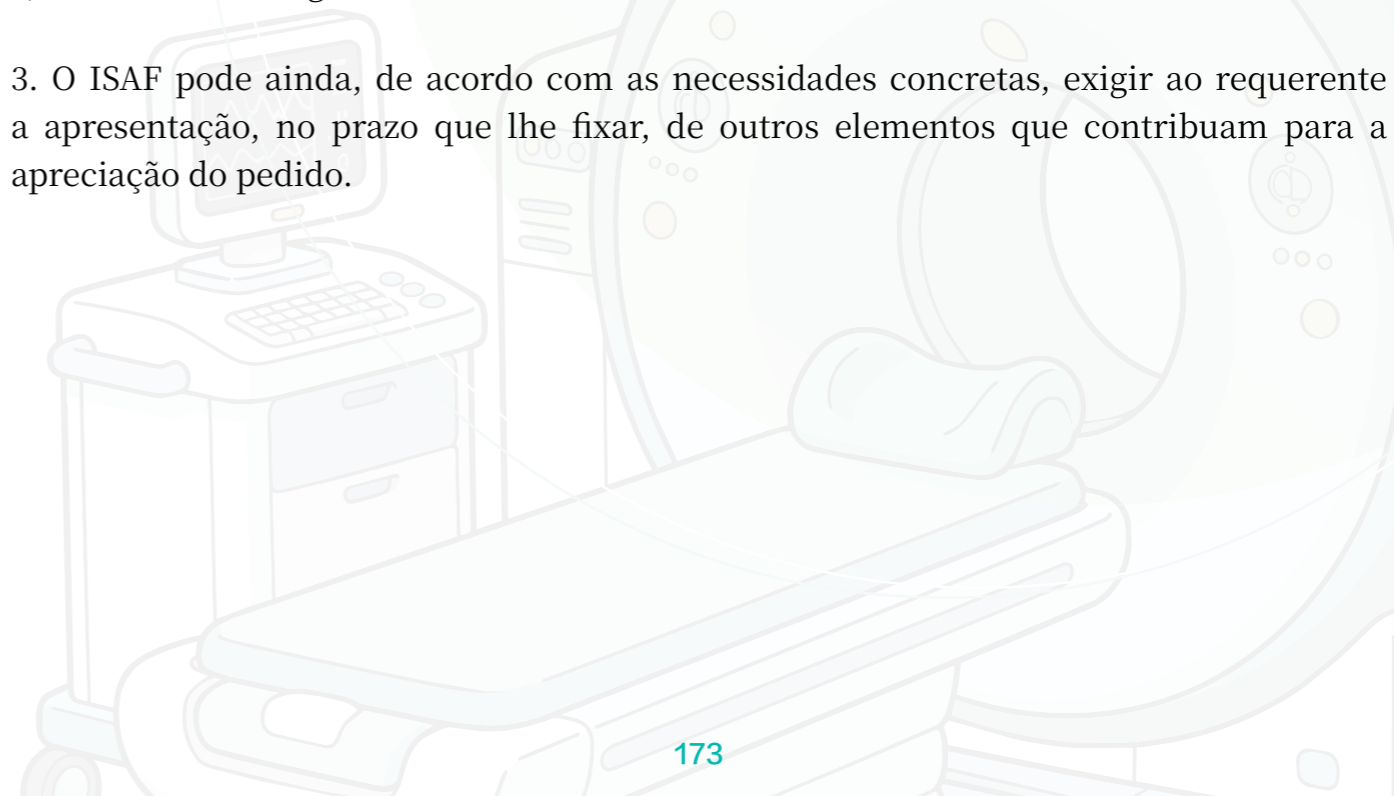 3. O ISAF pode ainda, de acordo com as necessidades concretas, exigir ao requerente
a apresentação, no prazo que lhe fixar, de outros elementos que contribuam para a
apreciação do pedido.
173